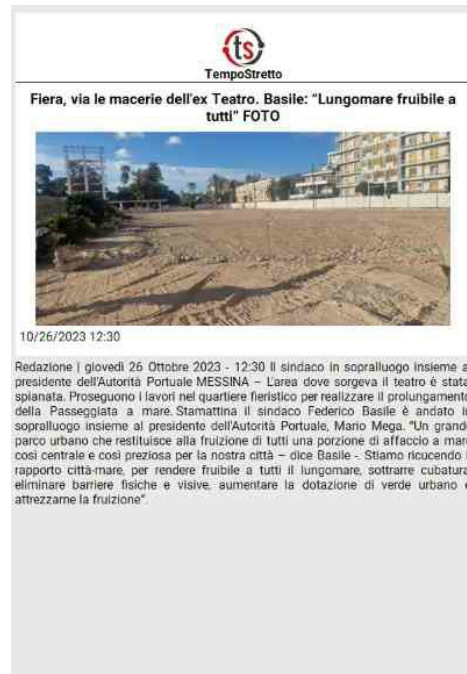 ts
TempoStretto
Fiera, via le macerie dell'ex Teatro. Basile: “Lungomare fruibile a
tutti” FOTO
10/26/2023 12:30
Redazione | giovedì 26 Ottobre 2023 - 12:30 Il sindaco in sopralluogo insieme al
presidente dell'Autorità Portuale MESSINA – L'area dove sorgeva il teatro è stata
spianata. Proseguono i lavori nel quartiere fieristico per realizzare il prolungamento
della Passeggiata a mare. Stamattina il sindaco Federico Basile è andato in
sopralluogo insieme al presidente dell'Autorità Portuale, Mario Mega. “Un grande
parco urbano che restituisce alla fruizione di tutti una porzione di affaccio a mare
così centrale e così preziosa per la nostra città – dice Basile -. Stiamo ricucendo il
rapporto città-mare, per rendere fruibile a tutti il lungomare, sottrarre cubatura,
eliminare barriere fisiche e visive, aumentare la dotazione di verde urbano e
attrezzarne la fruizione”.